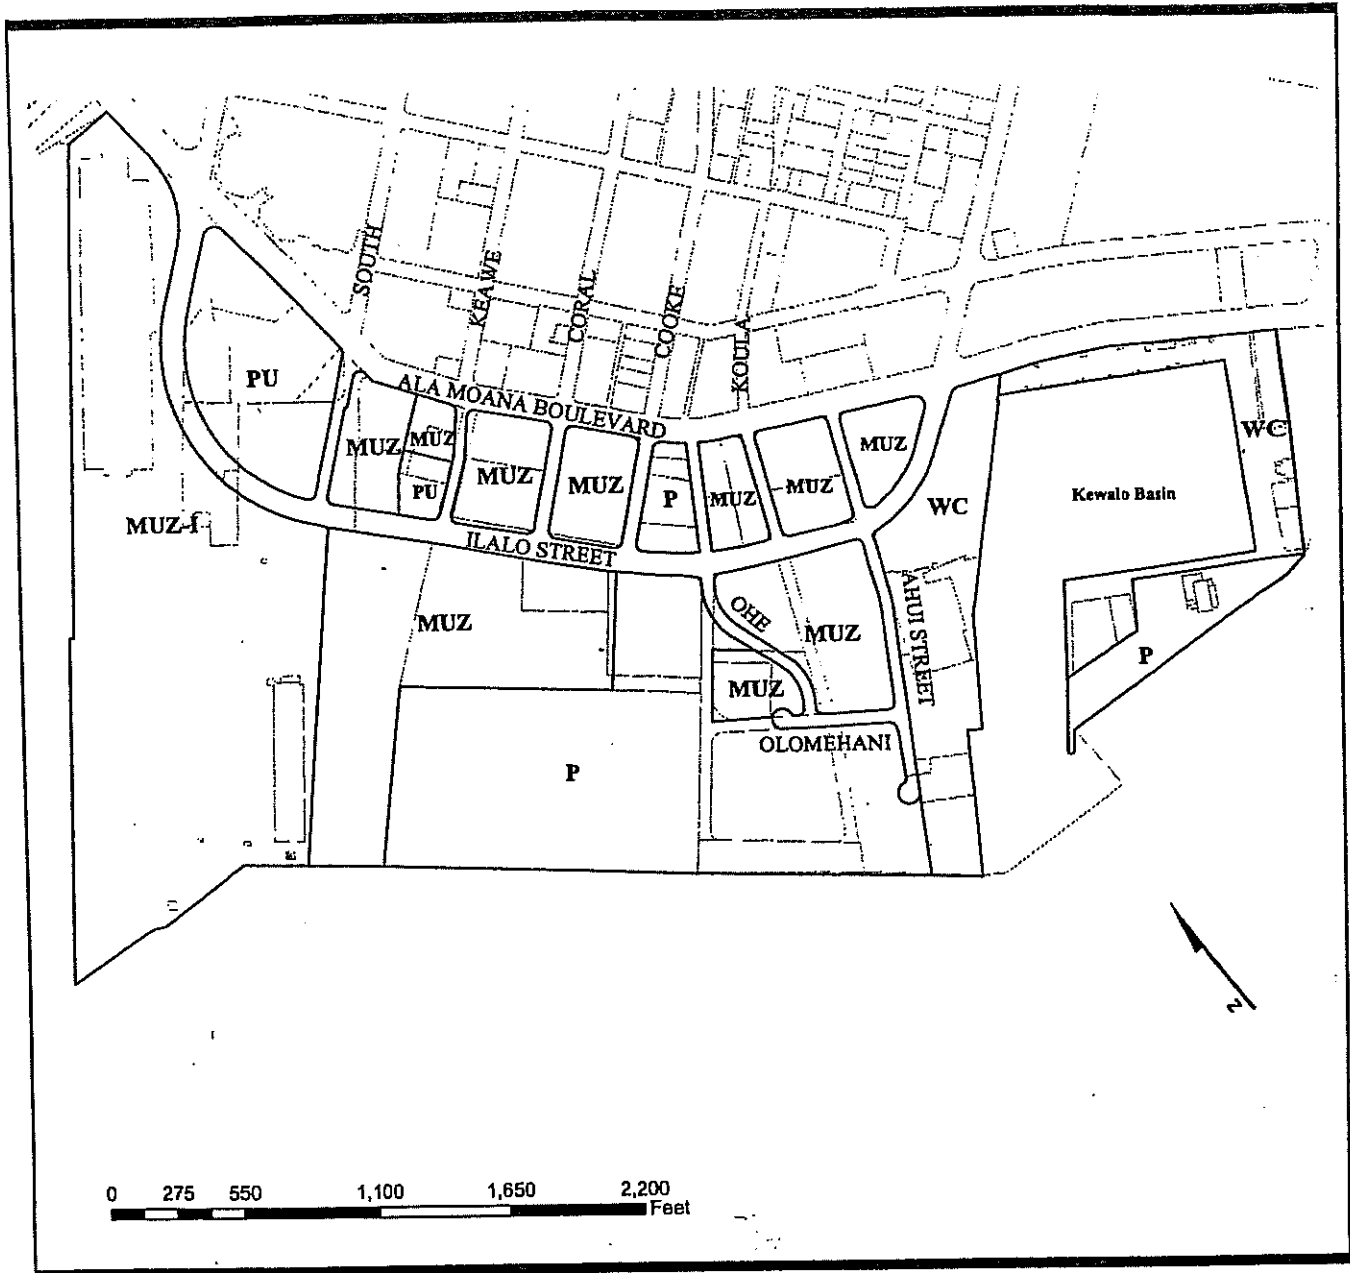 SOUTH
KEAWE
CORAL
COOKE
KOULA
ALA MOANA BOULEVARD
PU
MUZ
MUZ
PU
MUZ
MUZ
P
MUZ
MUZ
MUZ
WC
WC
Kewalo Basin
MUZ-I
ILALO STREET
MUZ
OHE
MUZ
AHUI STREET
P
MUZ
OLOMEHANI
P
N
0 275 550 1,100 1,650 2,200
Feet